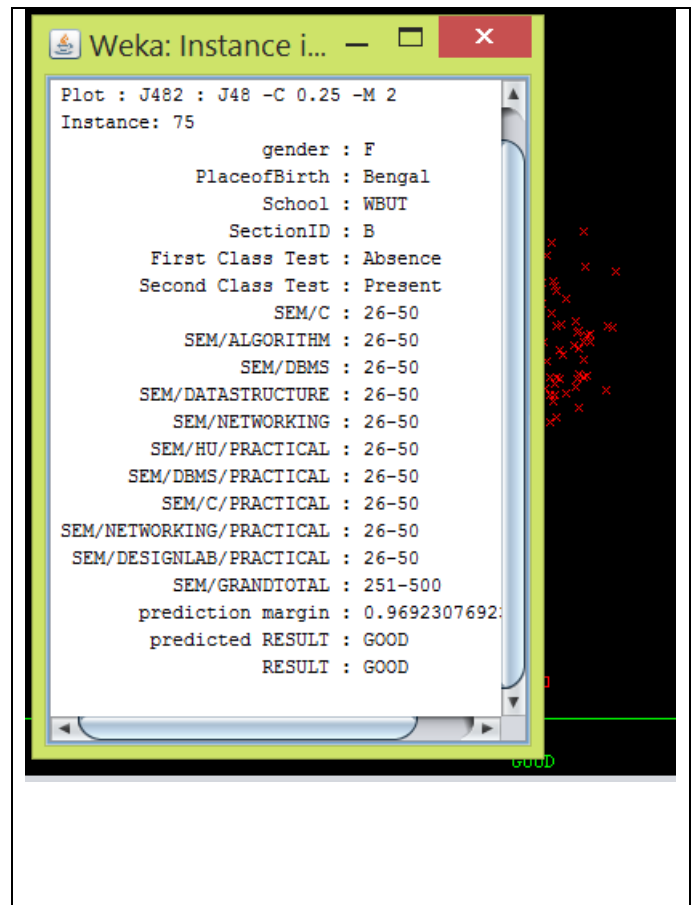 Weka: Instance i...
Plot : J482 : J48 -C 0.25 -M 2
Instance: 75
gender : F
PlaceofBirth : Bengal
School : WBUT
SectionID : B
First Class Test : Absence
Second Class Test : Present
SEM/C : 26-50
SEM/ALGORITHM : 26-50
SEM/DBMS : 26-50
SEM/DATASTRUCTURE : 26-50
SEM/NETWORKING : 26-50
SEM/HU/PRACTICAL : 26-50
SEM/DBMS/PRACTICAL : 26-50
SEM/C/PRACTICAL : 26-50
SEM/NETWORKING/PRACTICAL : 26-50
SEM/DESIGNLAB/PRACTICAL : 26-50
SEM/GRANDTOTAL : 251-500
prediction margin : 0.9692307692
predicted RESULT : GOOD
RESULT : GOOD
GOOD